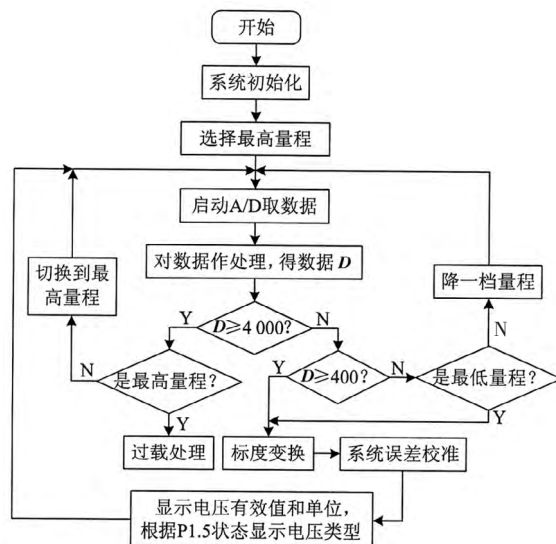 开始
系统初始化
选择最高量程
启动A/D取数据
对数据作处理，得数据 D
切换到最
高量程
降一档量程
Y
D≥4 000?
N
N
是最高量程?
Y
D≥400?
N
是最低量程?
N
Y
Y
过载处理
标度变换
系统误差校准
显示电压有效值和单位，
根据P1.5状态显示电压类型